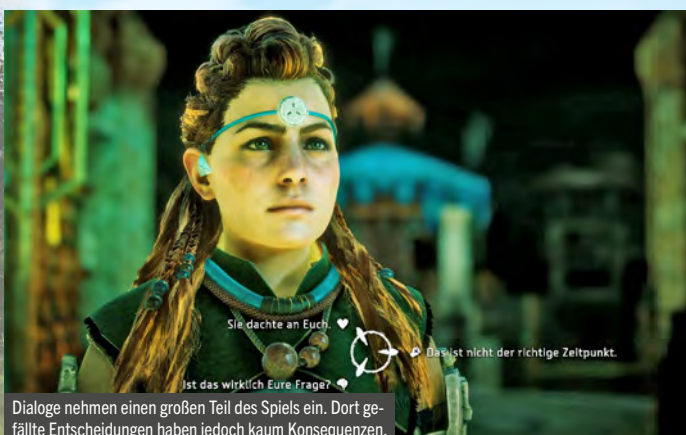 Sie dachte an Euch.
Das ist nicht der richtige Zeitpunkt.
Ist das wirklich Eure Frage?
Dialoge nehmen einen großen Teil des Spiels ein. Dort ge-
fällte Entscheidungen haben jedoch kaum Konsequenzen.